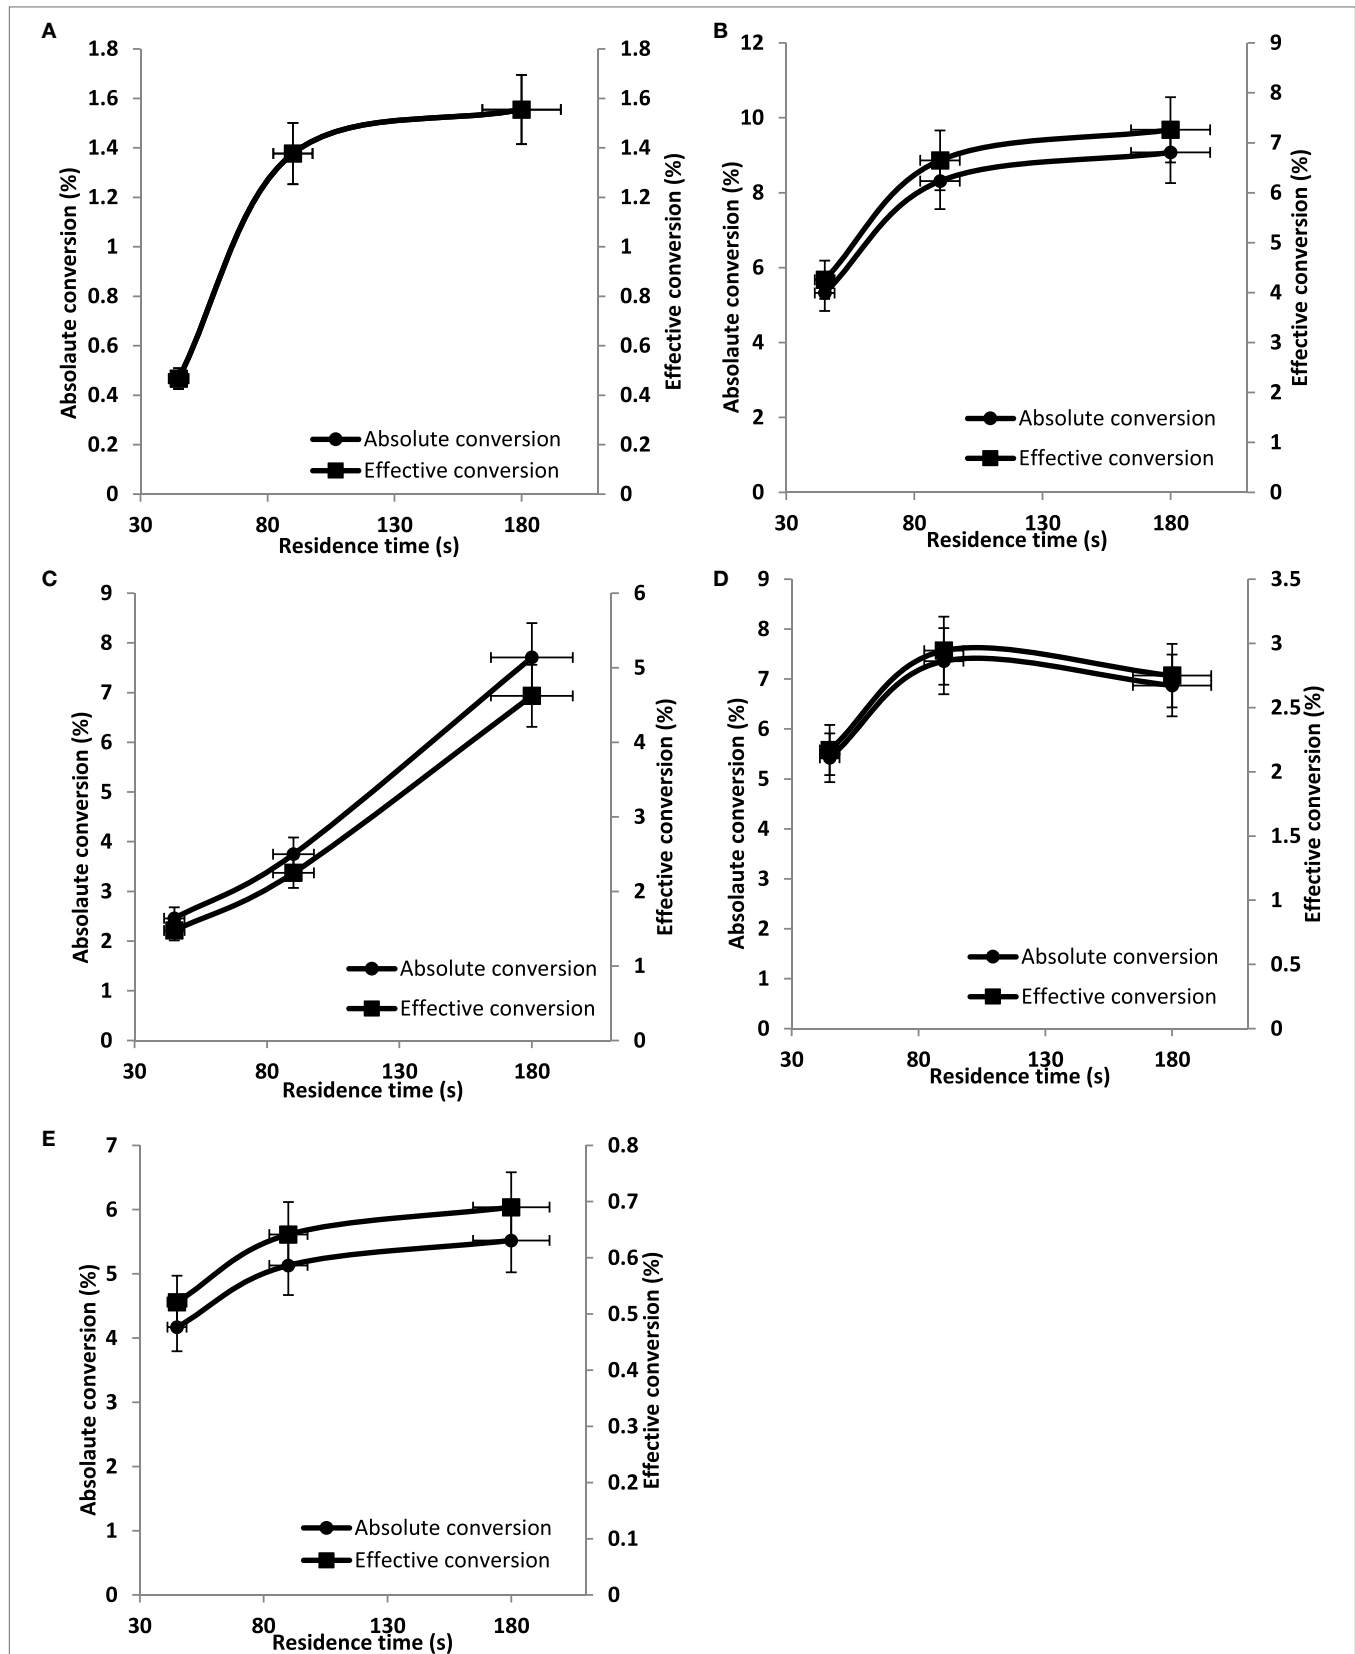 A
1.8
1.6
1.4
1.2
1
0.8
0.6
0.4
0.2
0
1.8
1.6
1.4
1.2
1
0.8
0.6
0.4
0.2
0
30 80 130 180
Absolaute conversion (%)
Effective conversion (%)
Residence time (s)
Absolute conversion
Effective conversion
B
12
10
8
6
4
2
0
9
8
7
6
5
4
3
2
1
0
30 80 130 180
Absolaute conversion (%)
Effective conversion (%)
Residence time (s)
Absolute conversion
Effective conversion
C
9
8
7
6
5
4
3
2
1
0
6
5
4
3
2
1
0
30 80 130 180
Absolaute conversion (%)
Effective conversion (%)
Residence time (s)
Absolute conversion
Effective conversion
D
9
8
7
6
5
4
3
2
1
0
3.5
3
2.5
2
1.5
1
0.5
0
30 80 130 180
Absolaute conversion (%)
Effective conversion (%)
Residence time (s)
Absolute conversion
Effective conversion
E
7
6
5
4
3
2
1
0
0.8
0.7
0.6
0.5
0.4
0.3
0.2
0.1
0
30 80 130 180
Absolaute conversion (%)
Effective conversion (%)
Residence time (s)
Absolute conversion
Effective conversion